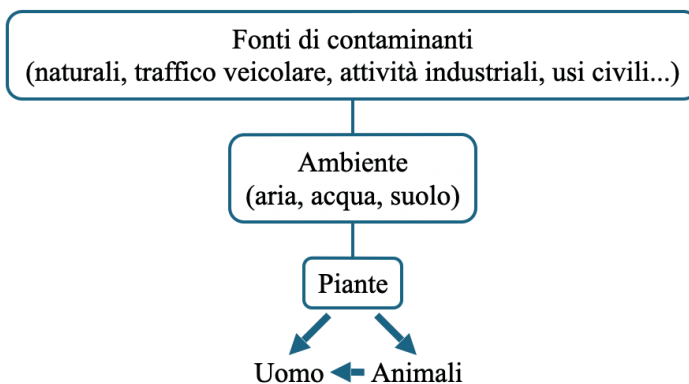 Fonti di contaminanti
(naturali, traffico veicolare, attività industriali, usi civili...)
Ambiente
(aria, acqua, suolo)
Piante
Uomo Animali